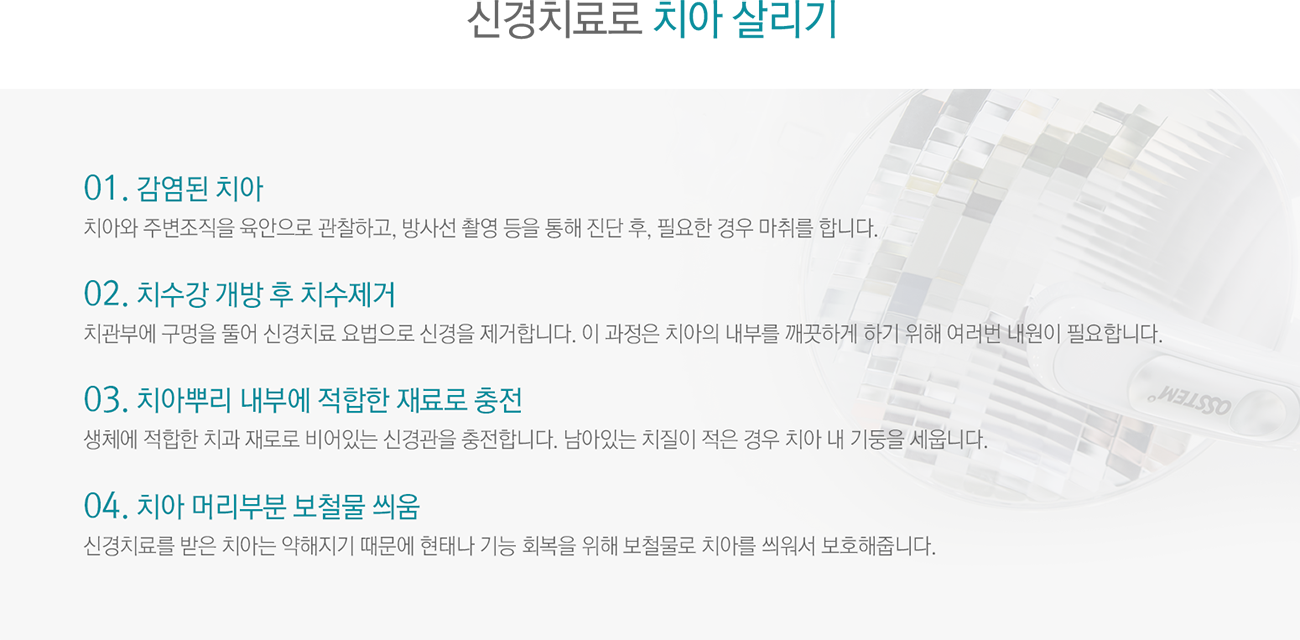 신경치료로 치아 살리기
01. 감염된 치아
치아와 주변조직을 육안으로 관찰하고, 방사선 촬영 등을 통해 진단 후, 필요한 경우 마취를 합니다.
02. 치수강 개방 후 치수제거
치관부에 구멍을 뚫어 신경치료 요법으로 신경을 제거합니다. 이 과정은 치아의 내부를 깨끗하게 하기 위해 여러번 내원이 필요합니다.
03. 치아뿌리 내부에 적합한 재료로 충전
생체에 적합한 치과 재로로 비어있는 신경관을 충전합니다. 남아있는 치질이 적은 경우 치아 내 기둥을 세웁니다.
04. 치아 머리부분 보철물 씌움
신경치료를 받은 치아는 약해지기 때문에 현태나 기능 회복을 위해 보철물로 치아를 씌워서 보호해줍니다.
OSSTEM